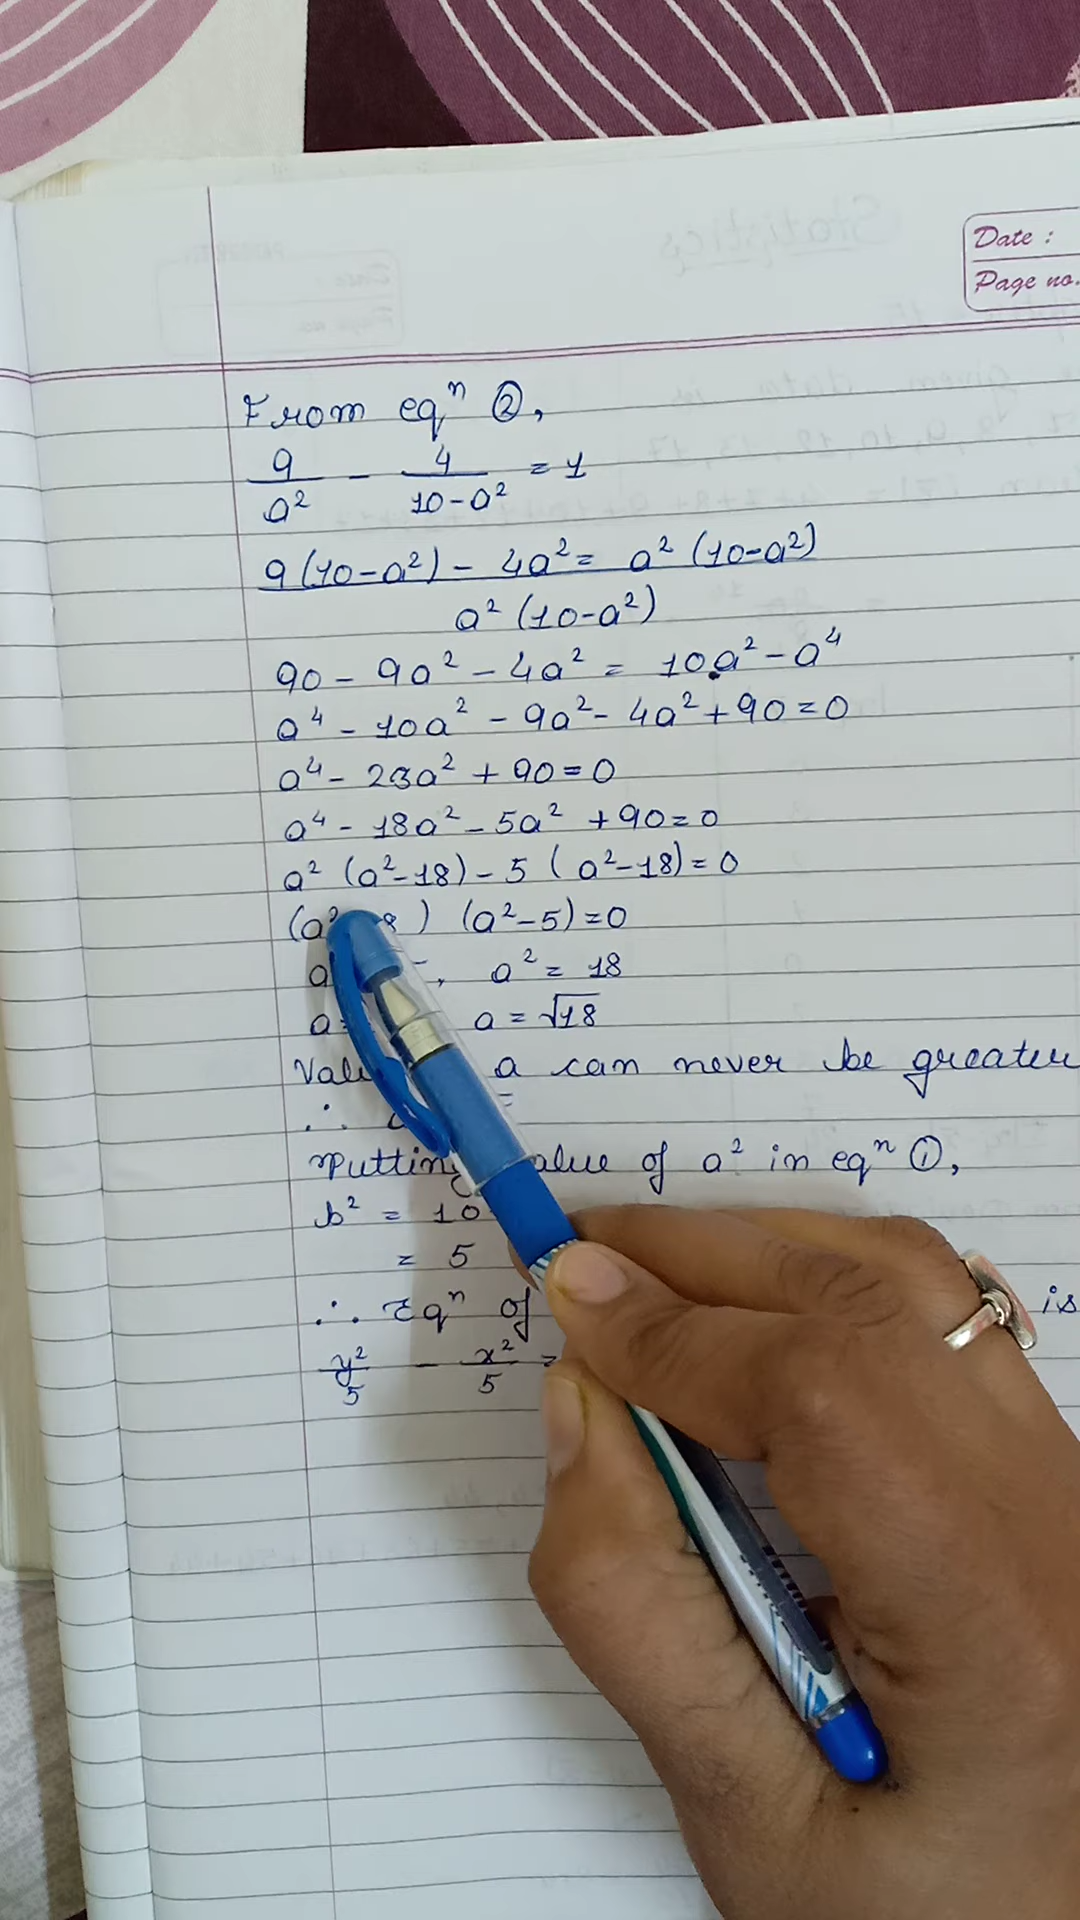 Date :
Page no.
From eqⁿ ②,
9/a² - 4/10-a² = 1
9(10-a²) - 4a² = a² (10-a²)
a² (10-a²)
90 - 9a² - 4a² = 10a² - a⁴
a⁴ - 10a² - 9a² - 4a² + 90 = 0
a⁴ - 23a² + 90 = 0
a⁴ - 18a² - 5a² + 90 = 0
a² (a²-18) - 5 (a²-18) = 0
(a² 8) (a²-5) = 0
a , a² = 18
a = a = √18
a can never be greater
∴
Putting value of a² in eqⁿ ①,
b² = 10
= 5
∴ Eqⁿ of is
y²/5 - x²/5 =